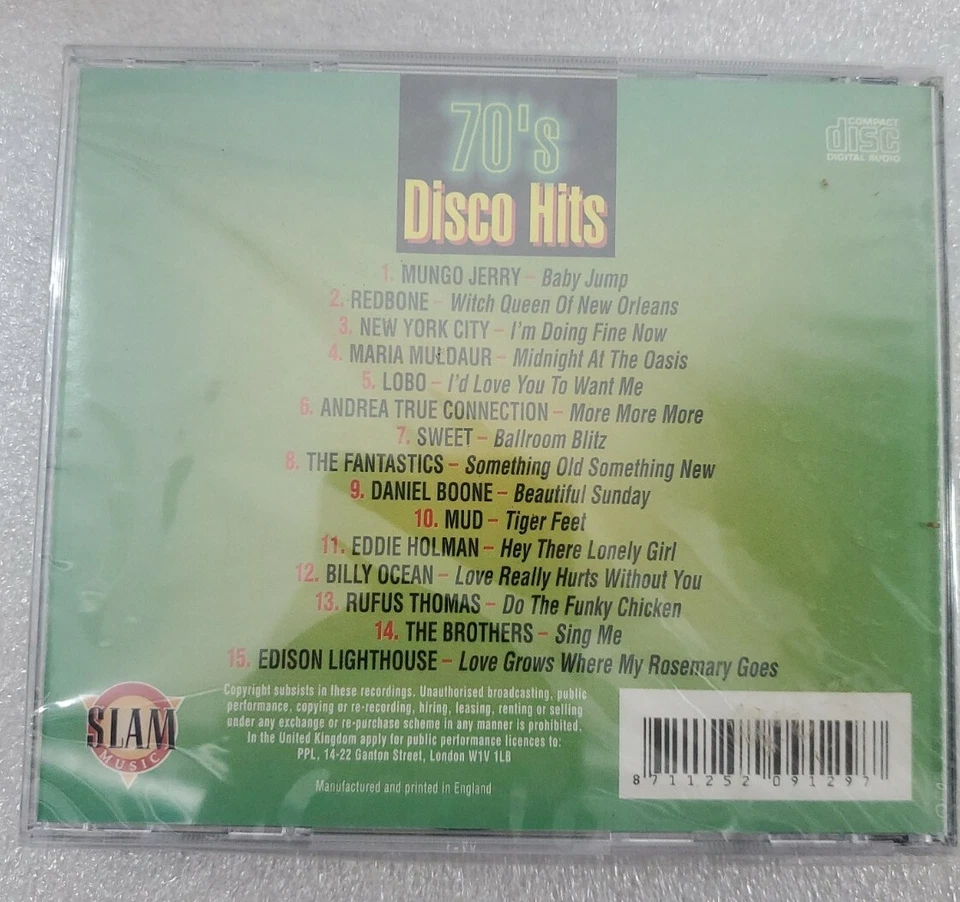 70's
Disco Hits
COMPACT
disc
DIGITAL AUDIO
1. MUNGO JERRY – Baby Jump
2. REDBONE – Witch Queen Of New Orleans
3. NEW YORK CITY – I'm Doing Fine Now
4. MARIA MULDAUR – Midnight At The Oasis
5. LOBO – I'd Love You To Want Me
6. ANDREA TRUE CONNECTION – More More More
7. SWEET – Ballroom Blitz
8. THE FANTASTICS – Something Old Something New
9. DANIEL BOONE – Beautiful Sunday
10. MUD – Tiger Feet
11. EDDIE HOLMAN – Hey There Lonely Girl
12. BILLY OCEAN – Love Really Hurts Without You
13. RUFUS THOMAS – Do The Funky Chicken
14. THE BROTHERS – Sing Me
15. EDISON LIGHTHOUSE – Love Grows Where My Rosemary Goes
SLAM
MUSIC
Copyright subsists in these recordings. Unauthorised broadcasting, public
performance, copying or re-recording, hiring, leasing, renting or selling
under any exchange or re-purchase scheme in any manner is prohibited.
In the United Kingdom apply for public performance licences to:
PPL, 14-22 Ganton Street, London W1V 1LB
Manufactured and printed in England
8 711252 091297